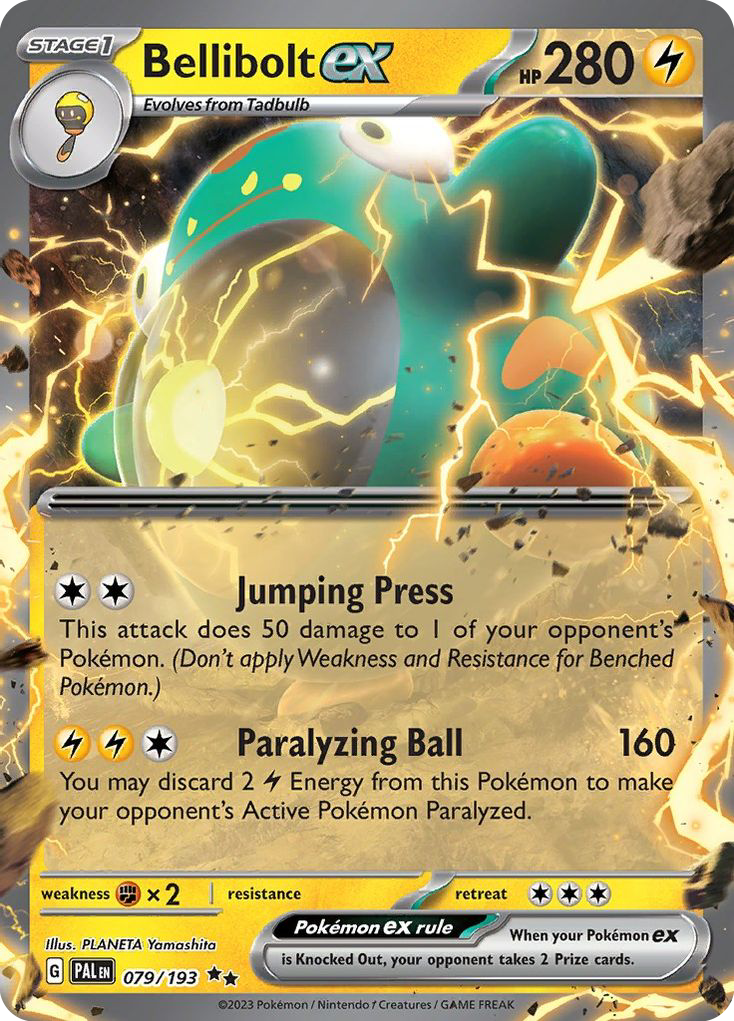 STAGE1
Bellibolt ex
HP 280
Evolves from Tadbulb
Jumping Press
This attack does 50 damage to 1 of your opponent's
Pokémon. (Don't apply Weakness and Resistance for Benched
Pokémon.)
Paralyzing Ball 160
You may discard 2 Energy from this Pokémon to make
your opponent's Active Pokémon Paralyzed.
weakness ×2 resistance retreat
Illus. PLANETA Yamashita
Pokémon ex rule
When your Pokémon ex
is Knocked Out, your opponent takes 2 Prize cards.
G PAL EN 079/193 ★★
©2023 Pokémon / Nintendo / Creatures / GAME FREAK